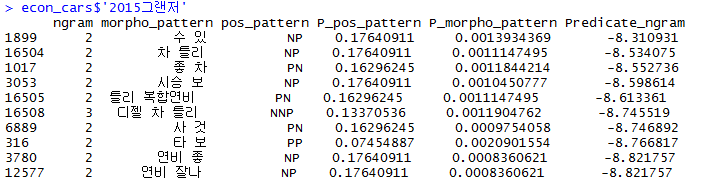 > econ_cars$'2015그랜저'
ngram morpho_pattern pos_pattern P_pos_pattern P_morpho_pattern Predicate_ngram
1899 2 수 있 NP 0.17640911 0.0013934369 -8.310931
16504 2 차 틀리 NP 0.17640911 0.0011147495 -8.534075
1017 2 좋 차 PN 0.16296245 0.0011844214 -8.552736
3053 2 시승 보 NP 0.17640911 0.0010450777 -8.598614
16505 2 틀리 복합연비 PN 0.16296245 0.0011147495 -8.613361
16508 3 디젤 차 틀리 NNP 0.13370536 0.0011904762 -8.745519
6889 2 사 것 PN 0.16296245 0.0009754058 -8.746892
316 2 타 보 PP 0.07454887 0.0020901554 -8.766817
3780 2 연비 좋 NP 0.17640911 0.0008360621 -8.821757
12577 2 연비 잘나 NP 0.17640911 0.0008360621 -8.821757